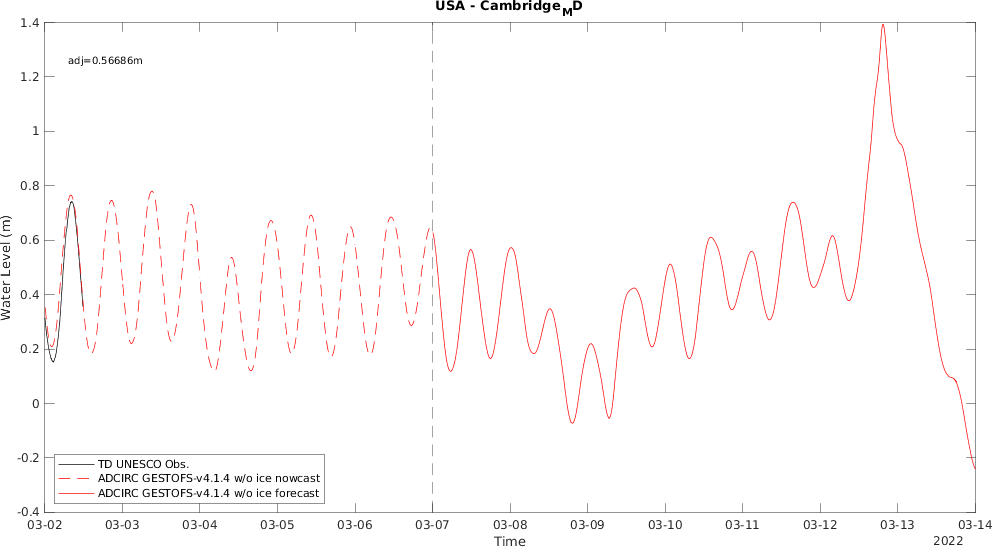 USA - CambridgeMD
adj=0.56686m
1.4
1.2
1
0.8
0.6
0.4
0.2
0
-0.2
-0.4
Water Level (m)
TD UNESCO Obs.
ADCIRC GESTOFS-v4.1.4 w/o ice nowcast
ADCIRC GESTOFS-v4.1.4 w/o ice forecast
03-02 03-03 03-04 03-05 03-06 03-07 03-08 03-09 03-10 03-11 03-12 03-13 03-14
Time
2022